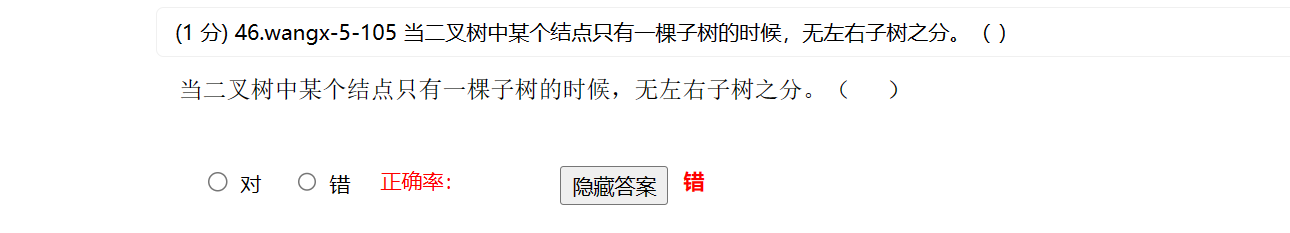 (1 分) 46.wangx-5-105 当二叉树中某个结点只有一棵子树的时候，无左右子树之分。（ ）
当二叉树中某个结点只有一棵子树的时候，无左右子树之分。（ ）
对 错 正确率： 隐藏答案 错